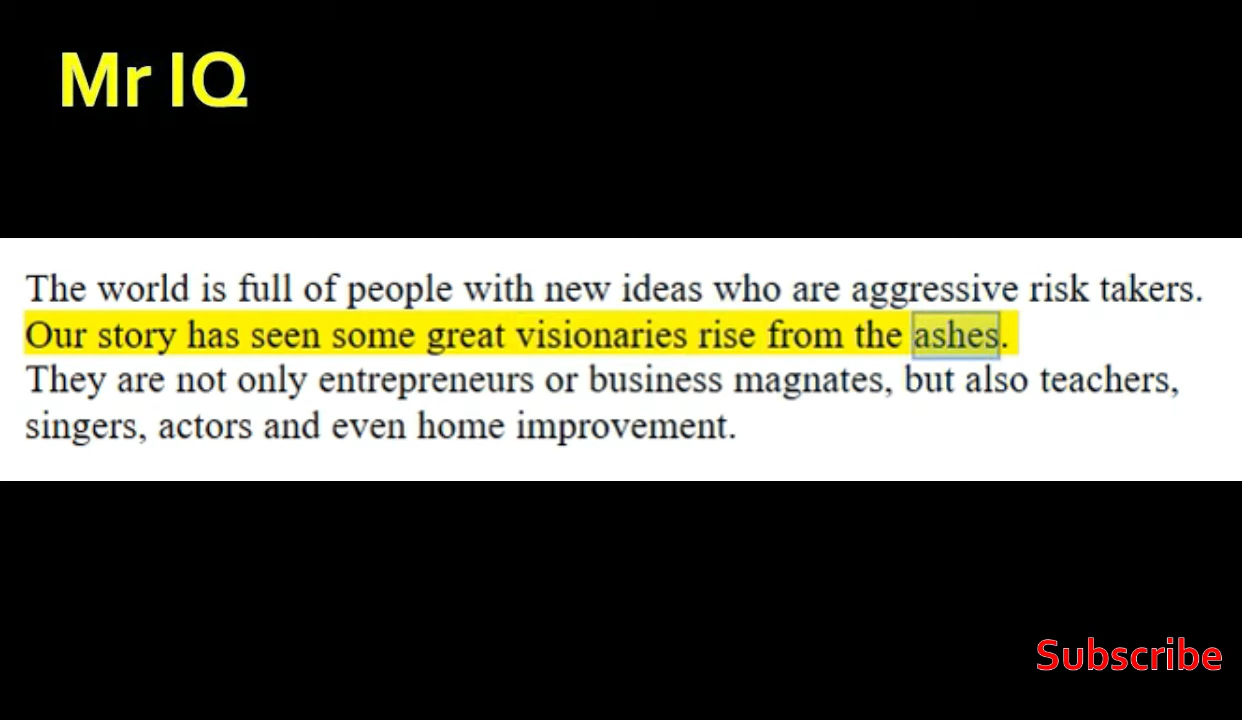 Mr IQ
The world is full of people with new ideas who are aggressive risk takers.
Our story has seen some great visionaries rise from the ashes.
They are not only entrepreneurs or business magnates, but also teachers,
singers, actors and even home improvement.
Subscribe